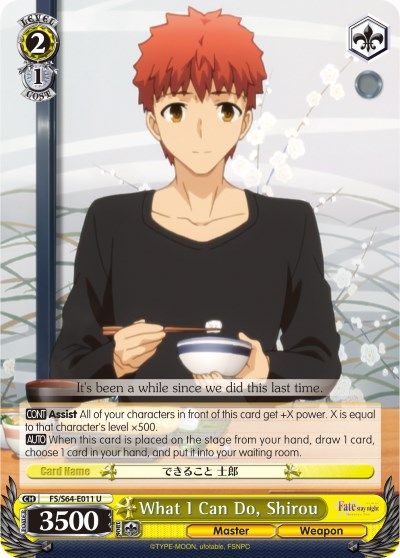 LEVEL
2
1
COST
It's been a while since we did this last time.
CONT Assist All of your characters in front of this card get +X power. X is equal
to that character's level ×500.
AUTO When this card is placed on the stage from your hand, draw 1 card,
choose 1 card in your hand, and put it into your waiting room.
Card Name できること 士郎
CH FS/S64-E011 U
POWER 3500 SOUL What I Can Do, Shirou Fate/stay night
Master Weapon
©TYPE-MOON, ufotable, FSNPC